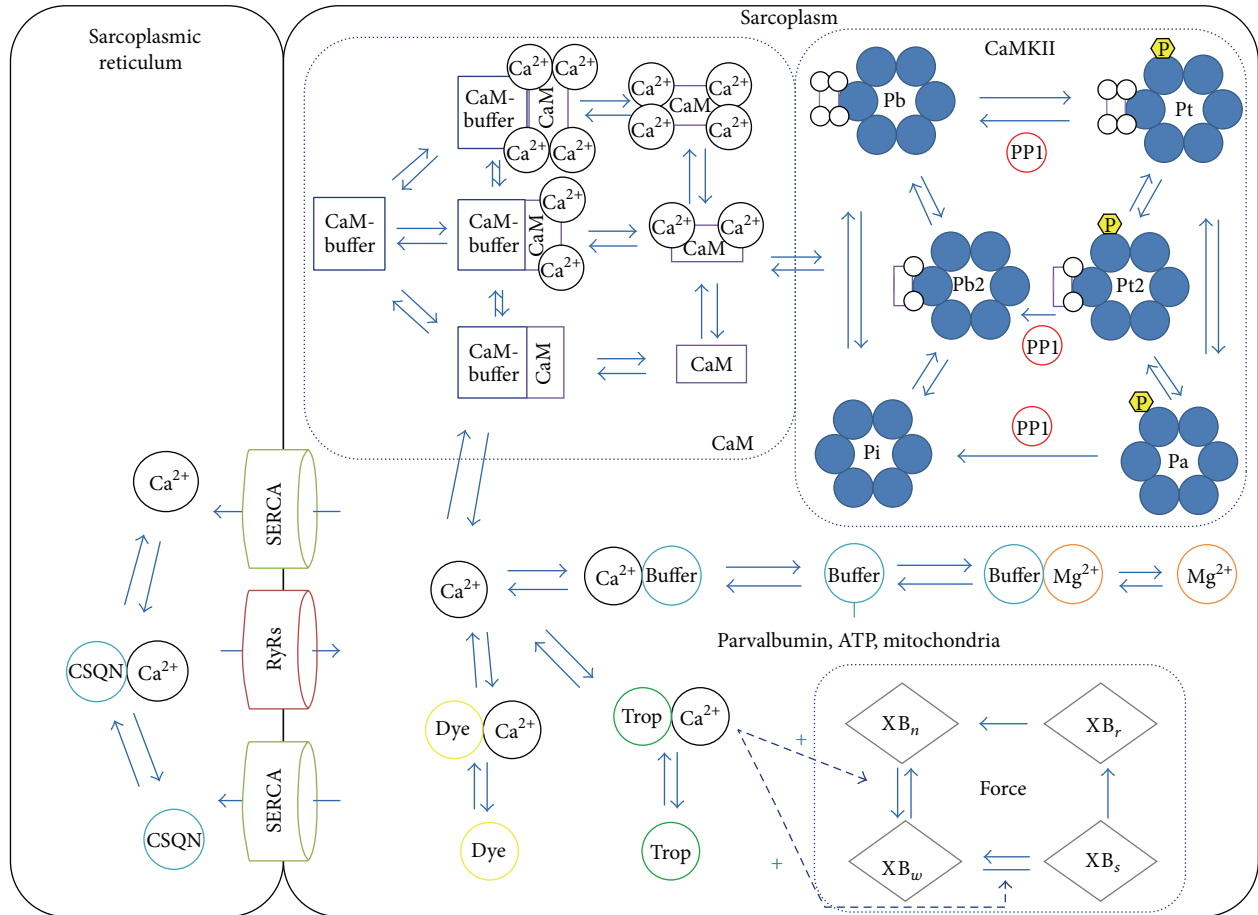 Sarcoplasmic
reticulum
Sarcoplasm
CaMKII
CaM-
buffer
CaM
Ca²⁺
Ca²⁺
Ca²⁺
Ca²⁺
Ca²⁺
Ca²⁺
CaM
Ca²⁺
Ca²⁺
CaM-
buffer
CaM-
buffer
CaM
Ca²⁺
Ca²⁺
Ca²⁺
Ca²⁺
CaM
CaM-
buffer
CaM
CaM
CaM
Pb
P
Pt
PP1
Pb2
P
Pt2
PP1
Pi
PP1
P
Pa
Ca²⁺
SERCA
CSQN
Ca²⁺
RyRs
CSQN
SERCA
Ca²⁺
Ca²⁺
Buffer
Buffer
Buffer
Mg²⁺
Mg²⁺
Parvalbumin, ATP, mitochondria
Dye
Ca²⁺
Dye
Trop
Ca²⁺
Trop
+
+
XBₙ
XBᵣ
Force
XB_w
XBₛ